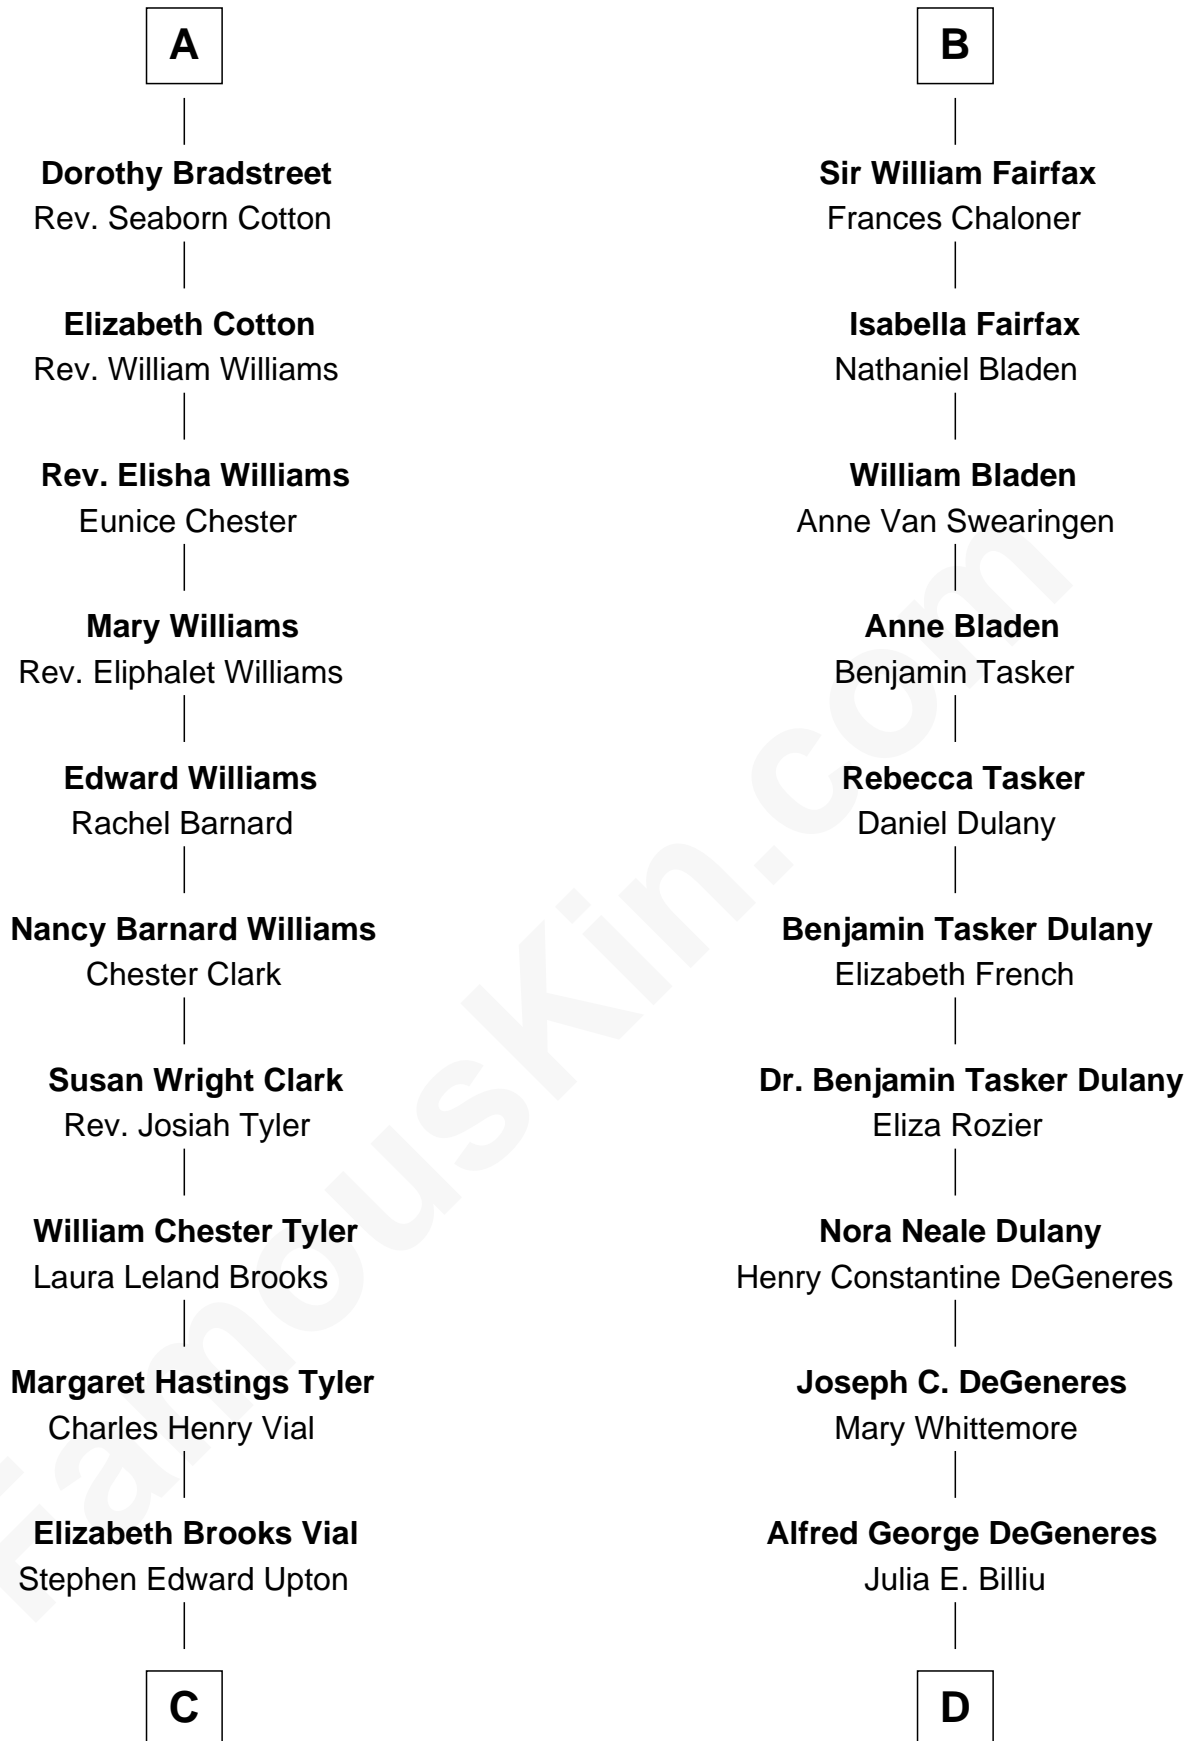 A
Dorothy Bradstreet
Rev. Seaborn Cotton
Elizabeth Cotton
Rev. William Williams
Rev. Elisha Williams
Eunice Chester
Mary Williams
Rev. Eliphalet Williams
Edward Williams
Rachel Barnard
Nancy Barnard Williams
Chester Clark
Susan Wright Clark
Rev. Josiah Tyler
William Chester Tyler
Laura Leland Brooks
Margaret Hastings Tyler
Charles Henry Vial
Elizabeth Brooks Vial
Stephen Edward Upton
C
B
Sir William Fairfax
Frances Chaloner
Isabella Fairfax
Nathaniel Bladen
William Bladen
Anne Van Swearingen
Anne Bladen
Benjamin Tasker
Rebecca Tasker
Daniel Dulany
Benjamin Tasker Dulany
Elizabeth French
Dr. Benjamin Tasker Dulany
Eliza Rozier
Nora Neale Dulany
Henry Constantine DeGeneres
Joseph C. DeGeneres
Mary Whittemore
Alfred George DeGeneres
Julia E. Billiu
D
FamousKin.com